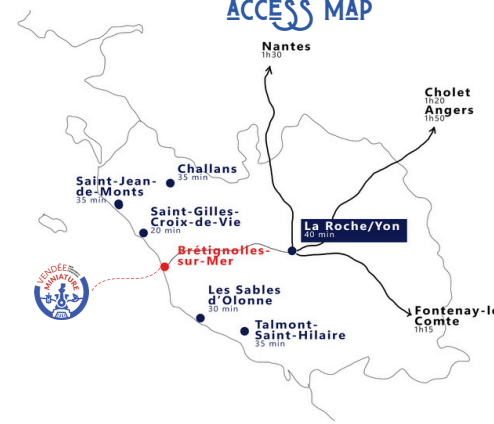 ACCESS MAP
Nantes
1h30
Cholet
1h20
Angers
1h50
Challans
35 min
Saint-Jean-
de-Monts
35 min
Saint-Gilles-
Croix-de-Vie
20 min
La Roche/Yon
40 min
Brétignolles-
sur-Mer
VENDÉE
MINIATURE
Les Sables
d'Olonne
30 min
Fontenay-le
Comte
1h15
Talmont-
Saint-Hilaire
35 min